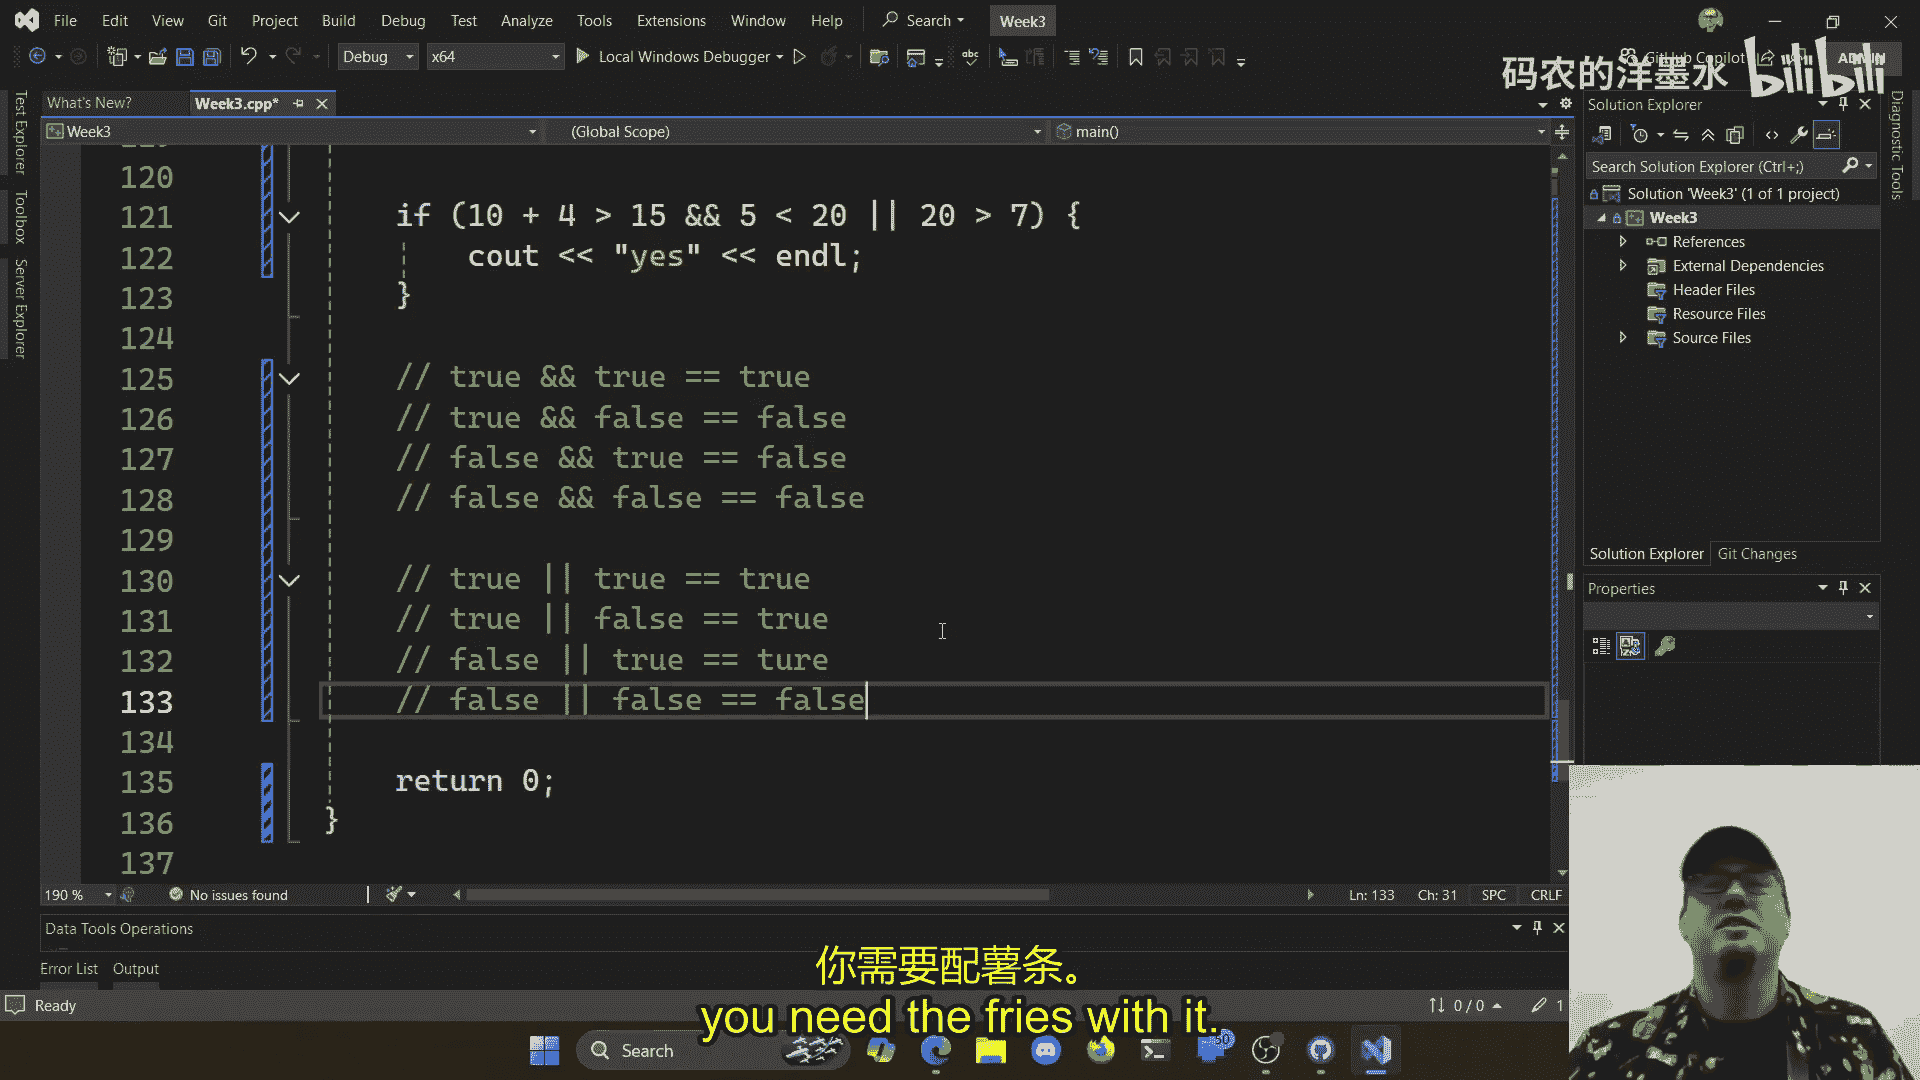 File Edit View Git Project Build Debug Test Analyze Tools Extensions Window Help Search Week3
Debug x64 Local Windows Debugger GitHub Copilot
码农的洋墨水 bilibili
What's New? Week3.cpp*
Week3 (Global Scope) main()
Test Explorer
Toolbox
Server Explorer
120
121 if (10 + 4 > 15 && 5 < 20 || 20 > 7) {
122 cout << "yes" << endl;
123 }
124
125 // true && true == true
126 // true && false == false
127 // false && true == false
128 // false && false == false
129
130 // true || true == true
131 // true || false == true
132 // false || true == ture
133 // false || false == false
134
135 return 0;
136 }
137
190 % No issues found Ln: 133 Ch: 31 SPC CRLF
Data Tools Operations
Error List Output
Ready 0 / 0 1
Solution Explorer
Search Solution Explorer (Ctrl+;)
Solution 'Week3' (1 of 1 project)
Week3
References
External Dependencies
Header Files
Resource Files
Source Files
Solution Explorer Git Changes
Properties
Diagnostic Tools
你需要配薯条。
you need the fries with it.
Search